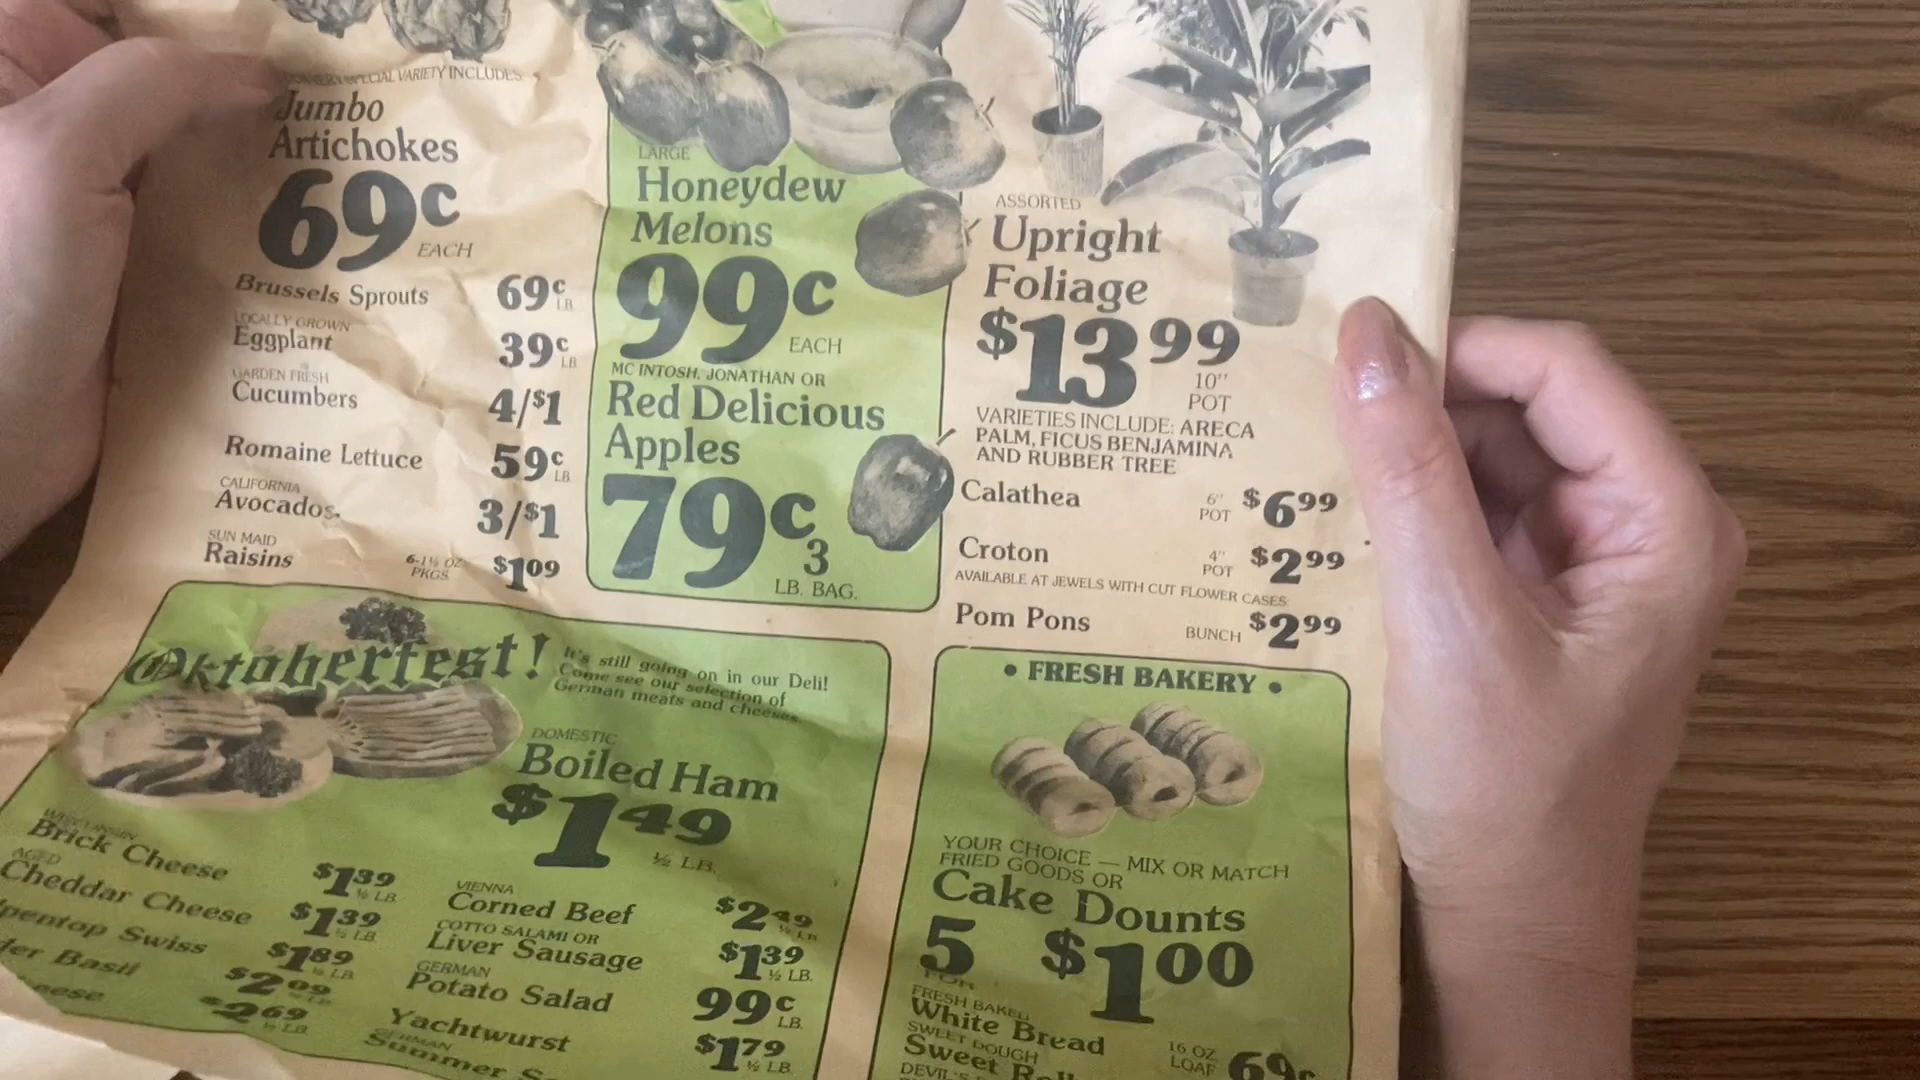 SPECIAL VARIETY INCLUDES:
Jumbo
Artichokes
69c
EACH
Brussels Sprouts 69c LB.
LOCALLY GROWN
Eggplant 39c LB.
GARDEN FRESH
Cucumbers 4/$1
Romaine Lettuce 59c LB.
CALIFORNIA
Avocados 3/$1
SUN MAID
Raisins 6-1½ OZ. PKGS. $1.09
LARGE
Honeydew
Melons
99c
EACH
MC INTOSH, JONATHAN OR
Red Delicious
Apples
79c
3
LB. BAG.
ASSORTED
Upright
Foliage
$13 99
10" POT
VARIETIES INCLUDE: ARECA
PALM, FICUS BENJAMINA
AND RUBBER TREE
Calathea 6" POT $6 99
Croton 4" POT $2 99
AVAILABLE AT JEWELS WITH CUT FLOWER CASES
Pom Pons BUNCH $2 99
Oktoberfest!
It's still going on in our Deli!
Come see our selection of
German meats and cheeses.
DOMESTIC
Boiled Ham
$1 49
½ LB.
WISCONSIN
Brick Cheese $1 39 ½ LB.
AGED
Cheddar Cheese $1 39 ½ LB.
Swiss $1 89 ½ LB.
$2 09 ½ LB.
$2 69 ½ LB.
VIENNA
Corned Beef $2 49 ½ LB.
COTTO SALAMI OR
Liver Sausage $1 39 ½ LB.
GERMAN
Potato Salad 99c LB.
Yachtwurst $1 79 ½ LB.
GERMAN
Summer
• FRESH BAKERY •
YOUR CHOICE — MIX OR MATCH
FRIED GOODS OR
Cake Dounts
5 FOR $1 00
FRESH BAKED
White Bread 16 OZ. LOAF 69c
SWEET DOUGH
Sweet
DEVIL'S